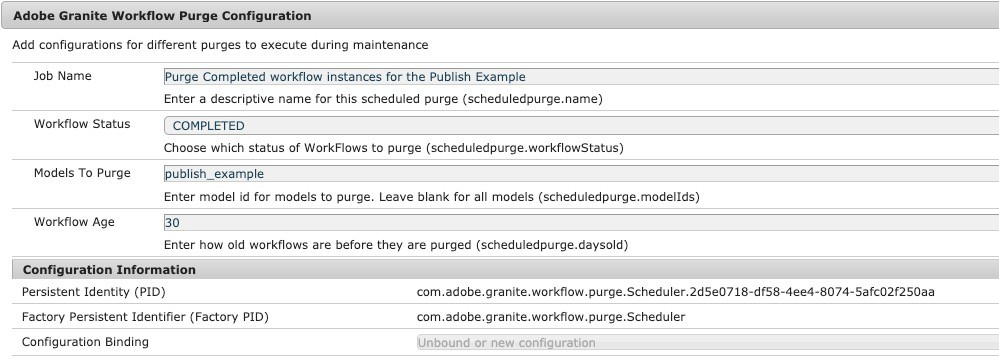 Adobe Granite Workflow Purge Configuration
Add configurations for different purges to execute during maintenance
Job Name
Purge Completed workflow instances for the Publish Example
Enter a descriptive name for this scheduled purge (scheduledpurge.name)
Workflow Status
COMPLETED
Choose which status of WorkFlows to purge (scheduledpurge.workflowStatus)
Models To Purge
publish_example
Enter model id for models to purge. Leave blank for all models (scheduledpurge.modelIds)
Workflow Age
30
Enter how old workflows are before they are purged (scheduledpurge.daysold)
Configuration Information
Persistent Identity (PID)
com.adobe.granite.workflow.purge.Scheduler.2d5e0718-df58-4ee4-8074-5afc02f250aa
Factory Persistent Identifier (Factory PID)
com.adobe.granite.workflow.purge.Scheduler
Configuration Binding
Unbound or new configuration